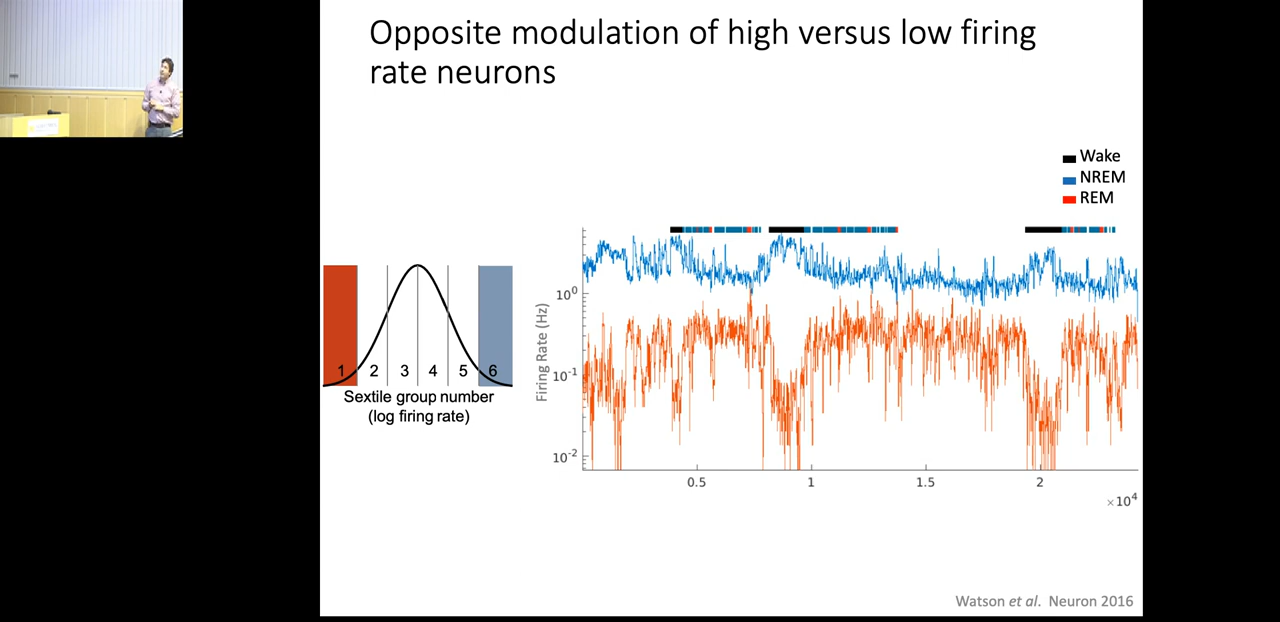 Opposite modulation of high versus low firing
rate neurons
Wake
NREM
REM
1 2 3 4 5 6
Sextile group number
(log firing rate)
Firing Rate (Hz)
10⁰
10⁻¹
10⁻²
0.5 1 1.5 2
×10⁴
Watson et al. Neuron 2016